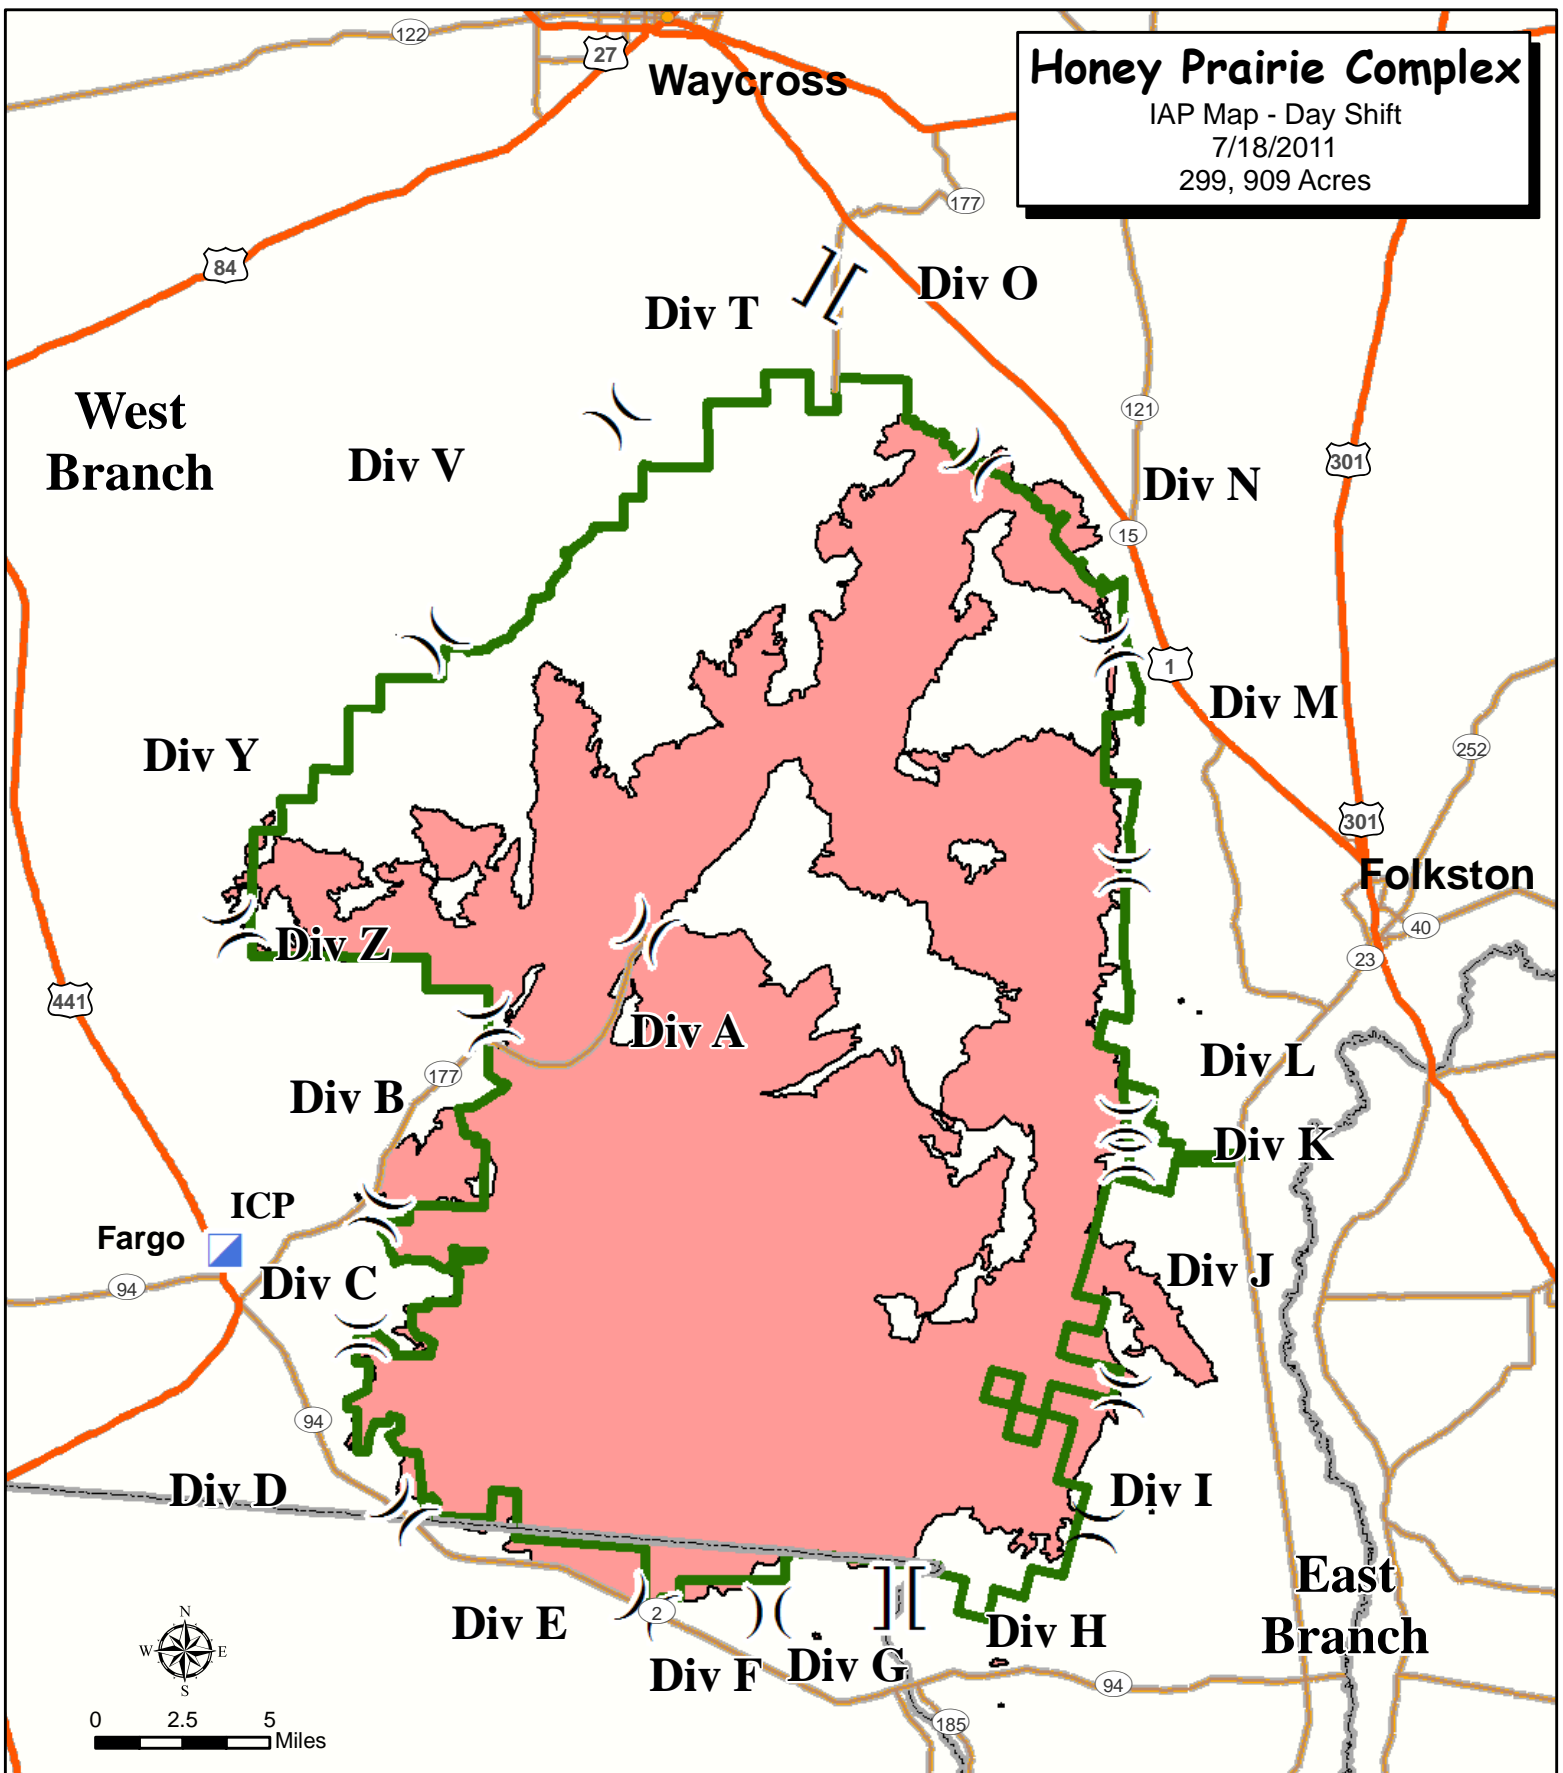 Honey Prairie Complex
IAP Map - Day Shift
7/18/2011
299, 909 Acres
122
27
Waycross
177
84
Div O
Div T
West
Branch
121
Div V
301
Div N
15
1
Div M
252
Div Y
301
Folkston
40
Div Z
23
441
Div A
Div L
177
Div B
Div K
ICP
Fargo
Div J
94
Div C
94
Div D
Div I
East
Branch
2
Div E
Div H
Div G
Div F
94
185
N
W
E
S
0
2.5
5
Miles